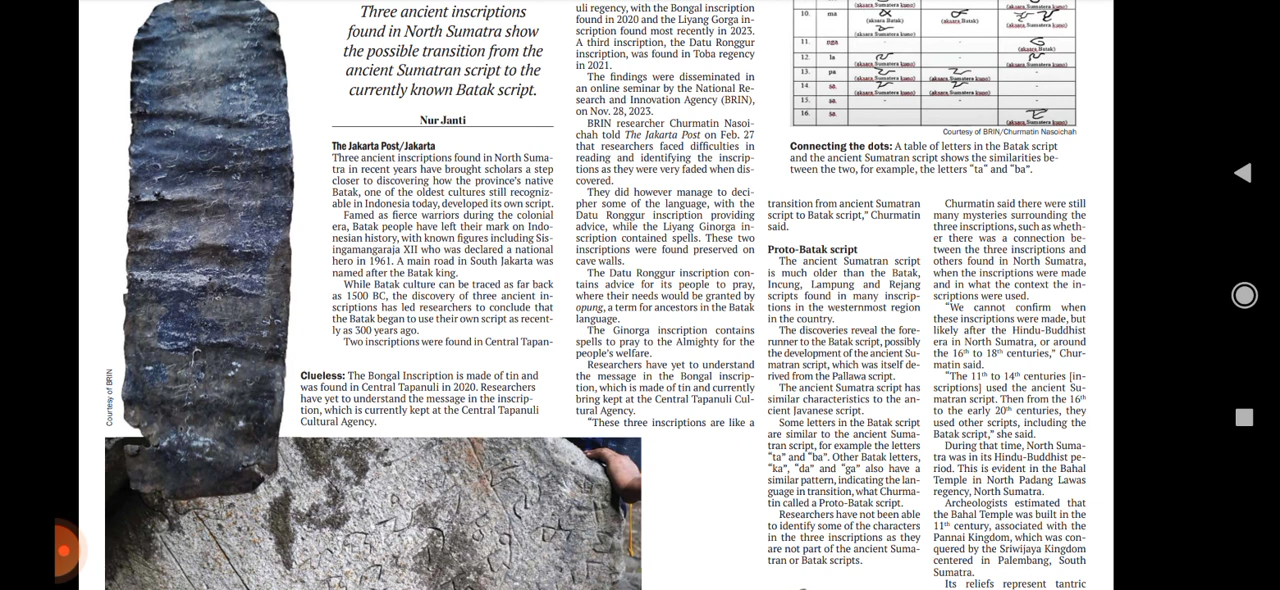 Three ancient inscriptions
found in North Sumatra show
the possible transition from the
ancient Sumatran script to the
currently known Batak script.
Nur Janti
The Jakarta Post/Jakarta
Three ancient inscriptions found in North Suma-
tra in recent years have brought scholars a step
closer to discovering how the province's native
Batak, one of the oldest cultures still recogniz-
able in Indonesia today, developed its own script.
Famed as fierce warriors during the colonial
era, Batak people have left their mark on Indo-
nesian history, with known figures including Sis-
ingamangaraja XII who was declared a national
hero in 1961. A main road in South Jakarta was
named after the Batak king.
While Batak culture can be traced as far back
as 1500 BC, the discovery of three ancient in-
scriptions has led researchers to conclude that
the Batak began to use their own script as recent-
ly as 300 years ago.
Two inscriptions were found in Central Tapan-
Courtesy of BRIN
Clueless: The Bongal Inscription is made of tin and
was found in Central Tapanuli in 2020. Researchers
have yet to understand the message in the inscrip-
tion, which is currently kept at the Central Tapanuli
Cultural Agency.
uli regency, with the Bongal inscription
found in 2020 and the Liyang Gorga in-
scription found most recently in 2023.
A third inscription, the Datu Ronggur
inscription, was found in Toba regency
in 2021.
The findings were disseminated in
an online seminar by the National Re-
search and Innovation Agency (BRIN),
on Nov. 28, 2023.
BRIN researcher Churmatin Nasoi-
chah told The Jakarta Post on Feb. 27
that researchers faced difficulties in
reading and identifying the inscrip-
tions as they were very faded when dis-
covered.
They did however manage to deci-
pher some of the language, with the
Datu Ronggur inscription providing
advice, while the Liyang Ginorga in-
scription contained spells. These two
inscriptions were found preserved on
cave walls.
The Datu Ronggur inscription con-
tains advice for its people to pray,
where their needs would be granted by
opung, a term for ancestors in the Batak
language.
The Ginorga inscription contains
spells to pray to the Almighty for the
people's welfare.
Researchers have yet to understand
the message in the Bongal inscrip-
tion, which is made of tin and currently
bring kept at the Central Tapanuli Cul-
tural Agency.
"These three inscriptions are like a
10. ma (aksara Batak) (aksara Batak) (aksara Sumatera kuno)
(aksara Sumatera kuno)
11. nga - - (aksara Batak)
12. la (aksara Sumatera kuno) - (aksara Sumatera kuno)
13. pa (aksara Sumatera kuno) (aksara Sumatera kuno) -
14. sa (aksara Sumatera kuno) (aksara Sumatera kuno) -
15. - - -
16. (aksara Sumatera kuno)
Courtesy of BRIN/Churmatin Nasoichah
Connecting the dots: A table of letters in the Batak script
and the ancient Sumatran script shows the similarities be-
tween the two, for example, the letters "ta" and "ba".
transition from ancient Sumatran
script to Batak script," Churmatin
said.
Proto-Batak script
The ancient Sumatran script
is much older than the Batak,
Incung, Lampung and Rejang
scripts found in many inscrip-
tions in the westernmost region
in the country.
The discoveries reveal the fore-
runner to the Batak script, possibly
the development of the ancient Su-
matran script, which was itself de-
rived from the Pallawa script.
The ancient Sumatra script has
similar characteristics to the an-
cient Javanese script.
Some letters in the Batak script
are similar to the ancient Suma-
tran script, for example the letters
"ta" and "ba". Other Batak letters,
"ka", "da" and "ga" also have a
similar pattern, indicating the lan-
guage in transition, what Churma-
tin called a Proto-Batak script.
Researchers have not been able
to identify some of the characters
in the three inscriptions as they
are not part of the ancient Suma-
tran or Batak scripts.
Churmatin said there were still
many mysteries surrounding the
three inscriptions, such as wheth-
er there was a connection be-
tween the three inscriptions and
others found in North Sumatra,
when the inscriptions were made
and in what the context the in-
scriptions were used.
"We cannot confirm when
these inscriptions were made, but
likely after the Hindu-Buddhist
era in North Sumatra, or around
the 16th to 18th centuries," Chur-
matin said.
"The 11th to 14th centuries [in-
scriptions] used the ancient Su-
matran script. Then from the 16th
to the early 20th centuries, they
used other scripts, including the
Batak script," she said.
During that time, North Suma-
tra was in its Hindu-Buddhist pe-
riod. This is evident in the Bahal
Temple in North Padang Lawas
regency, North Sumatra.
Archeologists estimated that
the Bahal Temple was built in the
11th century, associated with the
Pannai Kingdom, which was con-
quered by the Sriwijaya Kingdom
centered in Palembang, South
Sumatra.
Its reliefs represent tantric